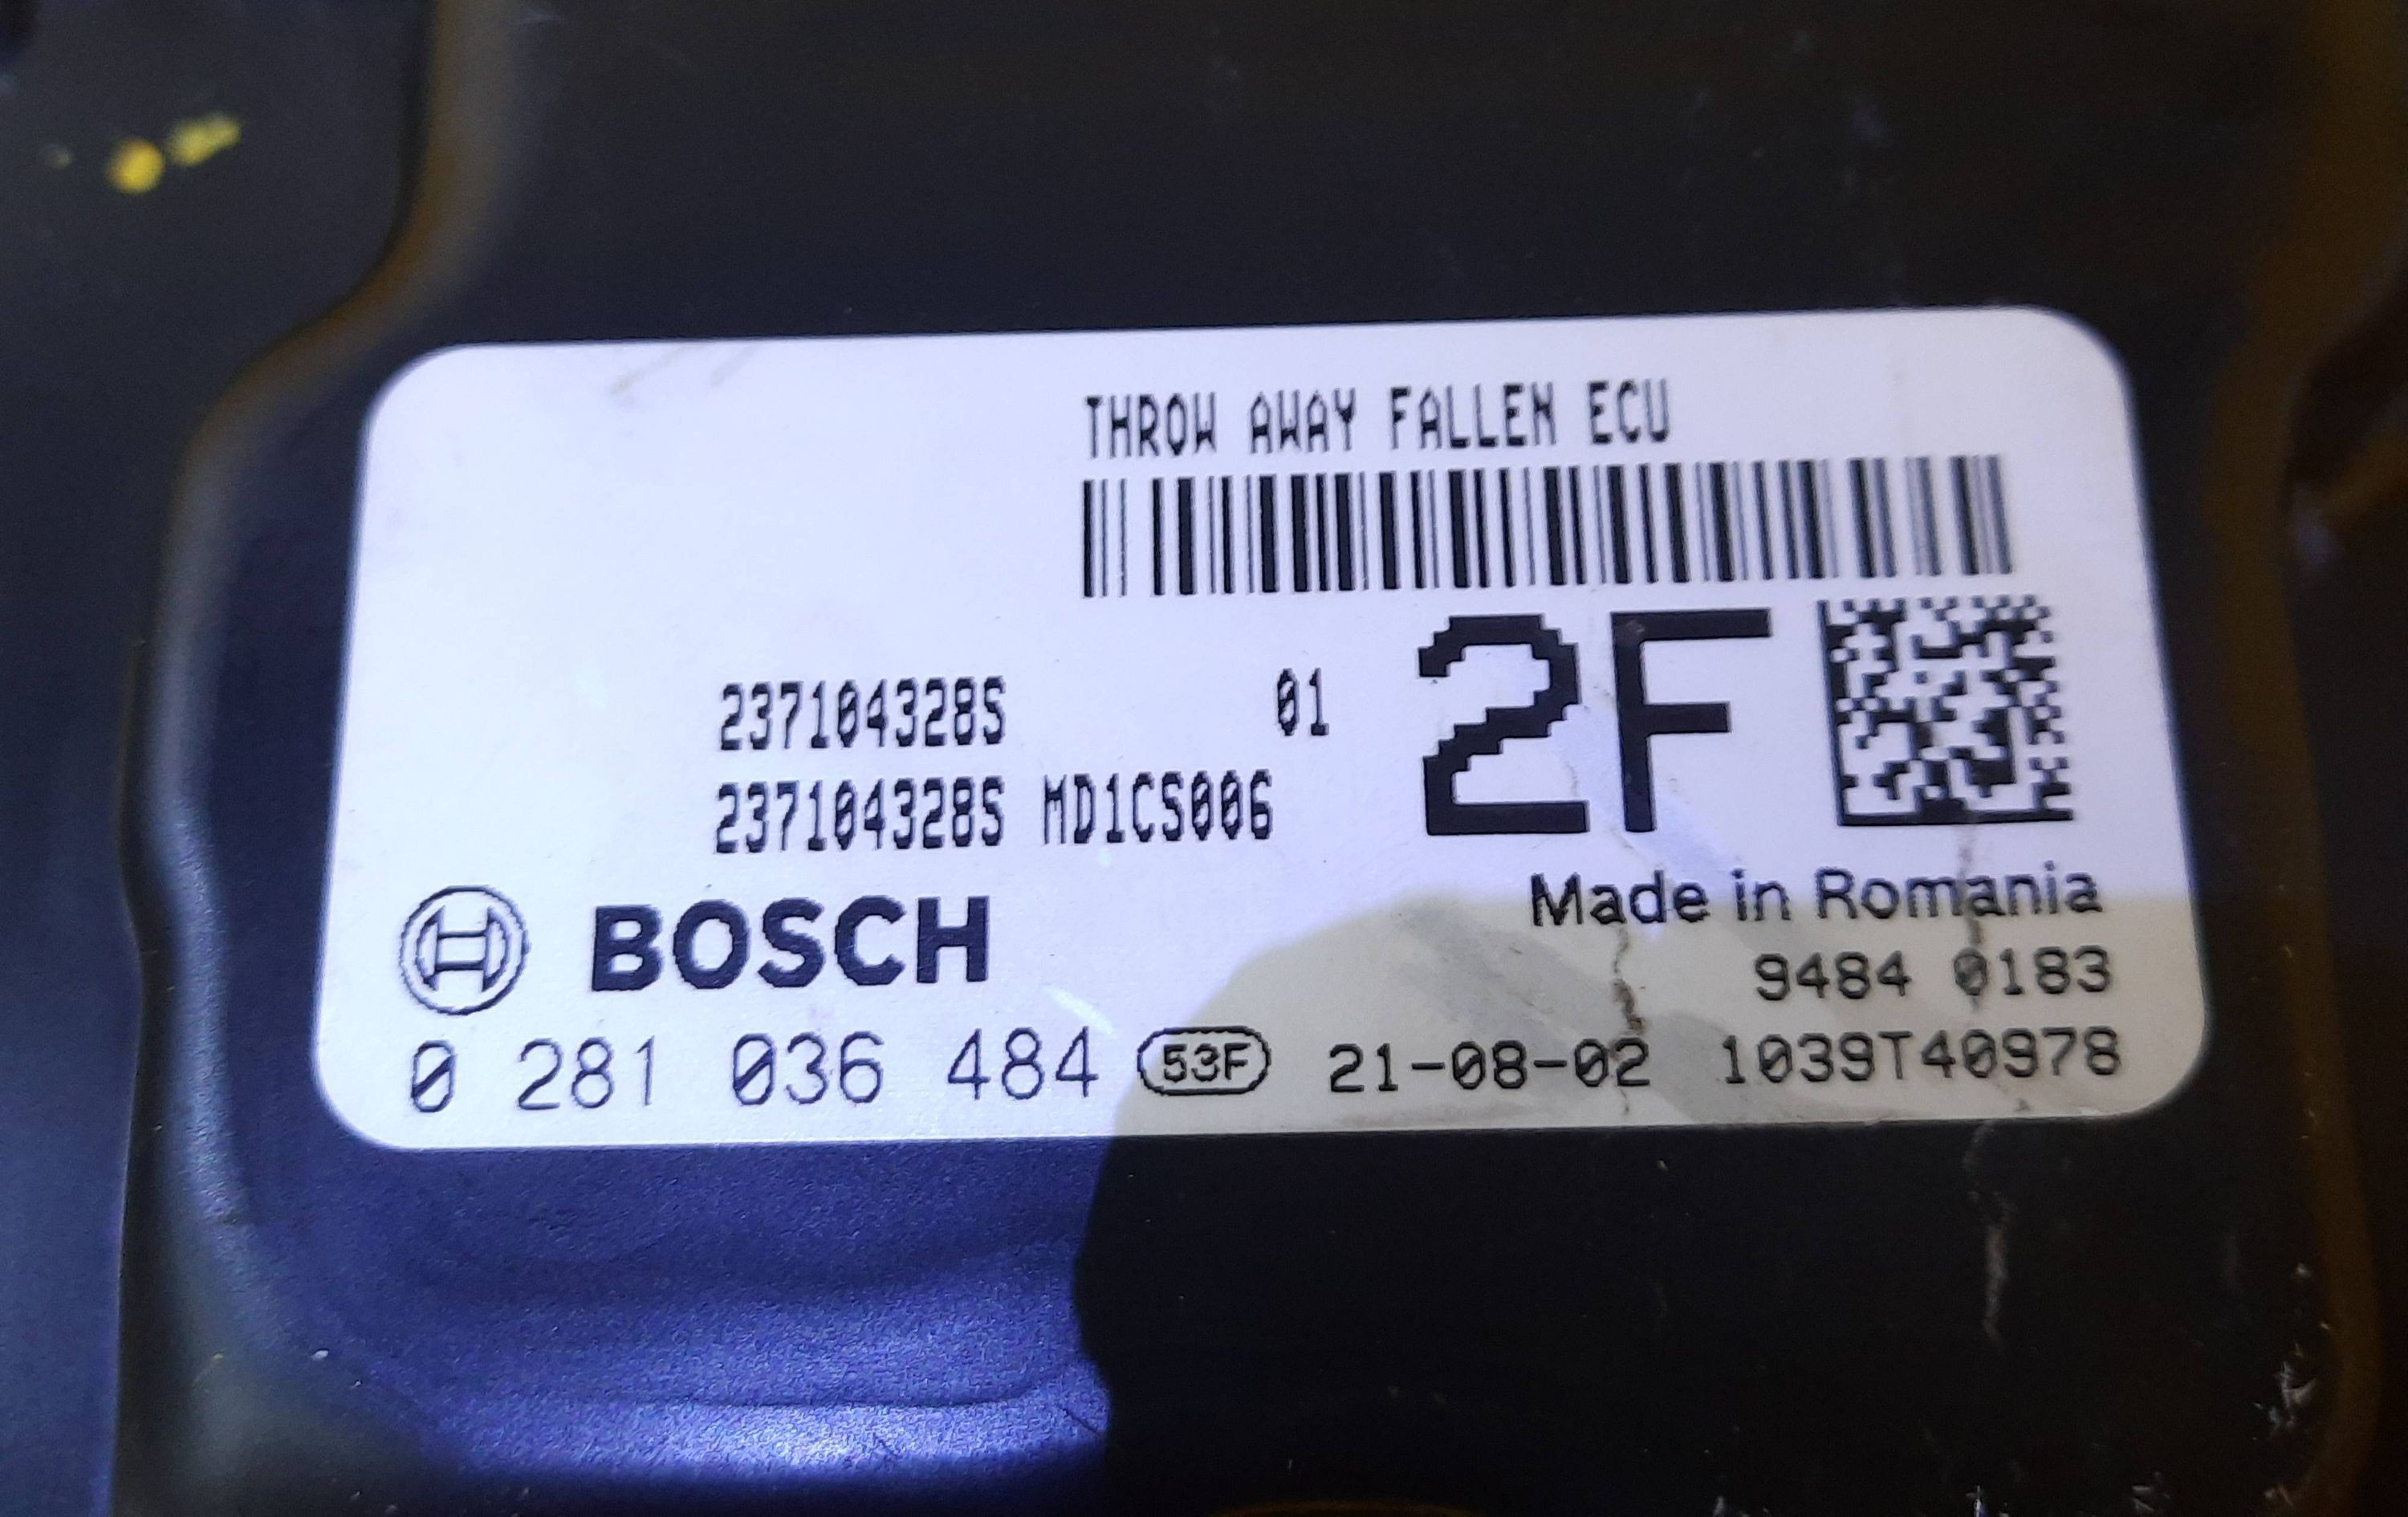 THROW AWAY FALLEN ECU
237104328S 01
2F
237104328S MD1CS006
Made in Romania
BOSCH
9484 0183
0 281 036 484 53F 21-08-02 1039T40978